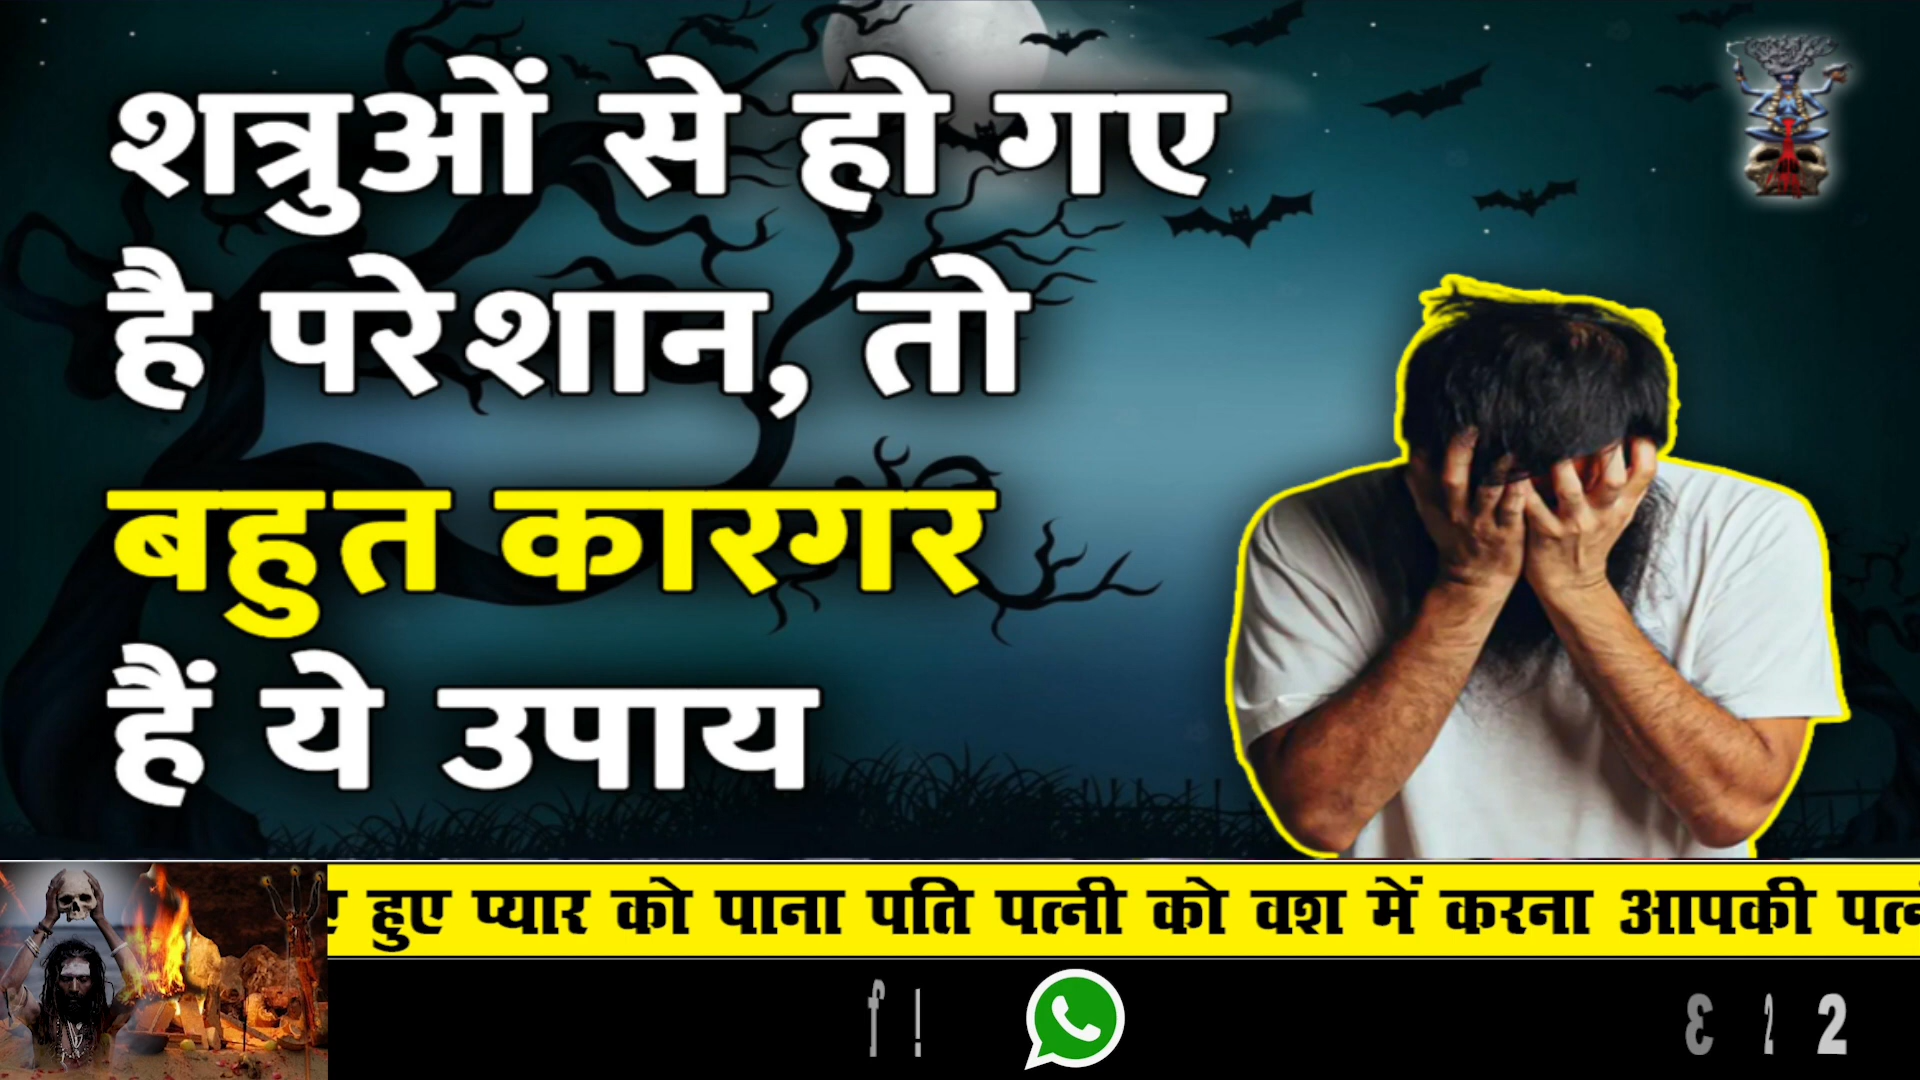 शत्रुओं से हो गए
है परेशान, तो
बहुत कारगर
हैं ये उपाय
हुए प्यार को पाना पति पत्नी को वश में करना आपकी